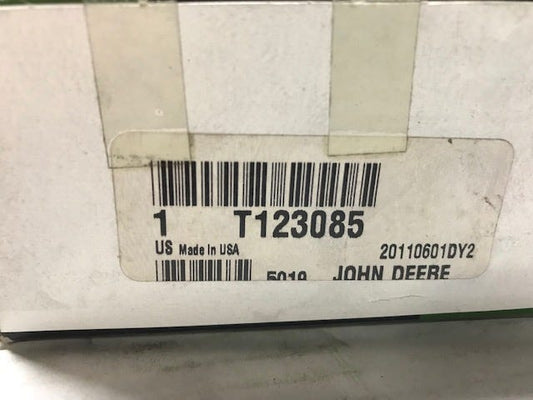 1 T123085
US Made In USA 20110601DY2
5019 JOHN DEERE